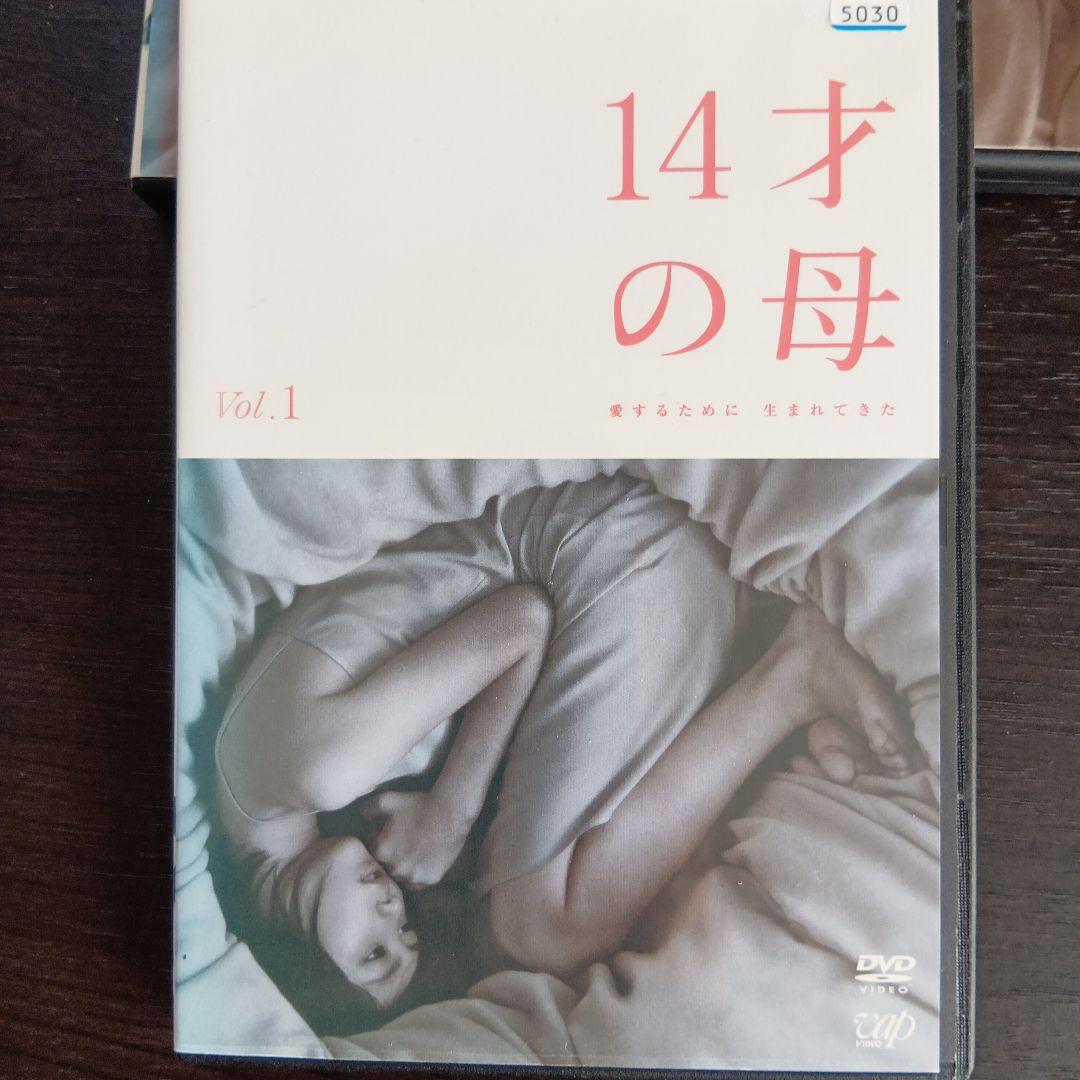 5030
14才
の母
Vol.1
愛するために 生まれてきた
DVD
VIDEO
vap
VIDEO